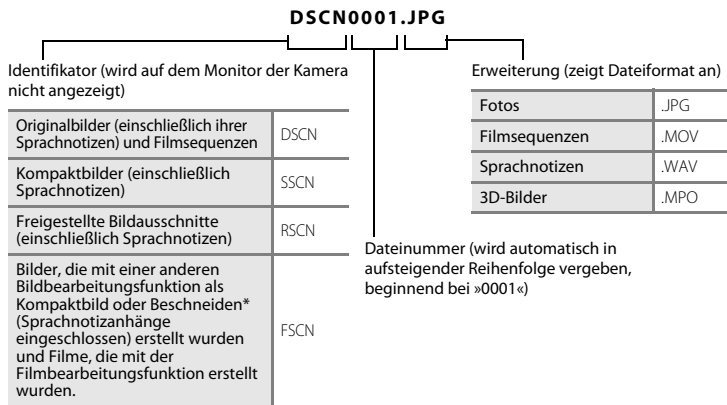 DSCN0001.JPG
Identifikator (wird auf dem Monitor der Kamera
nicht angezeigt)
Originalbilder (einschließlich ihrer
Sprachnotizen) und Filmsequenzen
DSCN
Kompaktbilder (einschließlich
Sprachnotizen)
SSCN
Freigestellte Bildausschnitte
(einschließlich Sprachnotizen)
RSCN
Bilder, die mit einer anderen
Bildbearbeitungsfunktion als
Kompaktbild oder Beschneiden*
(Sprachnotizanhänge
eingeschlossen) erstellt wurden
und Filme, die mit der
Filmbearbeitungsfunktion erstellt
wurden.
FSCN
Dateinummer (wird automatisch in
aufsteigender Reihenfolge vergeben,
beginnend bei »0001«)
Erweiterung (zeigt Dateiformat an)
Fotos .JPG
Filmsequenzen .MOV
Sprachnotizen .WAV
3D-Bilder .MPO